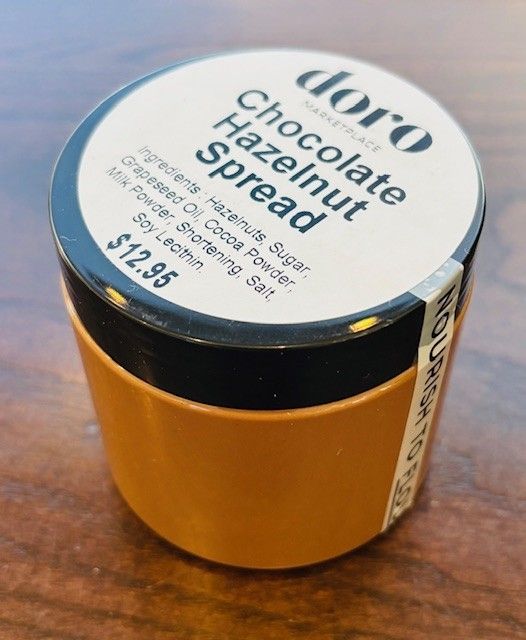 doro
MARKETPLACE
Chocolate
Hazelnut
Spread
Ingredients : Hazelnuts, Sugar,
Grapeseed Oil, Cocoa Powder,
Milk Powder, Shortening, Salt,
Soy Lecithin.
$12.95
NOURISH TO